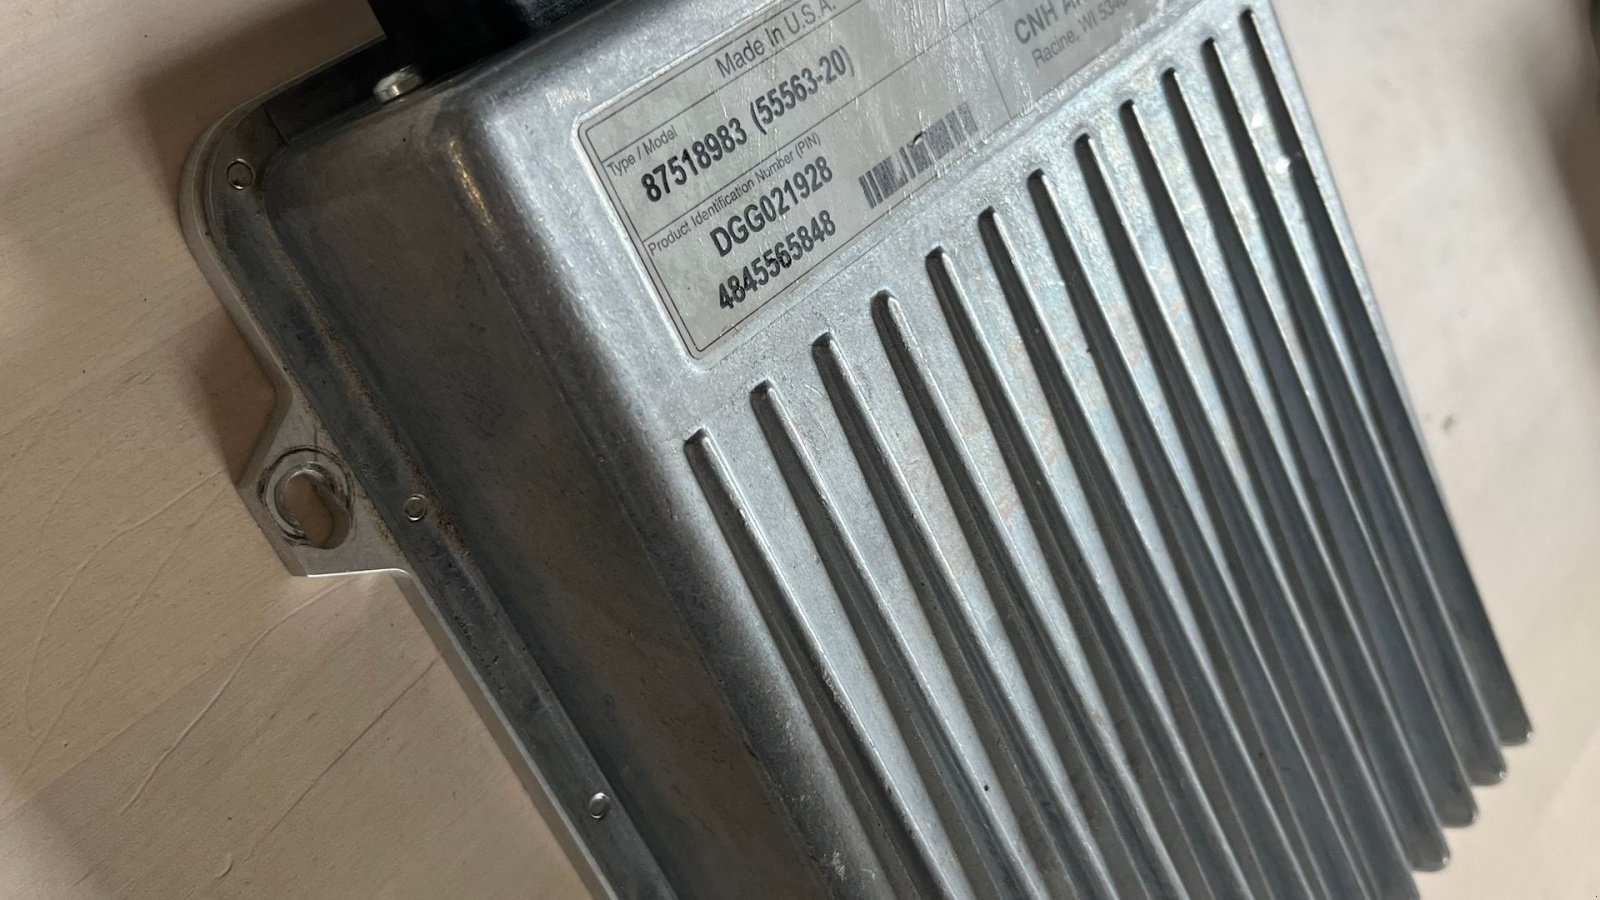 Made In U.S.A.
CNH
Racine, WI
Type / Model
87518983 (55563-20)
Product Identification Number (PIN)
DGG021928
4845565848